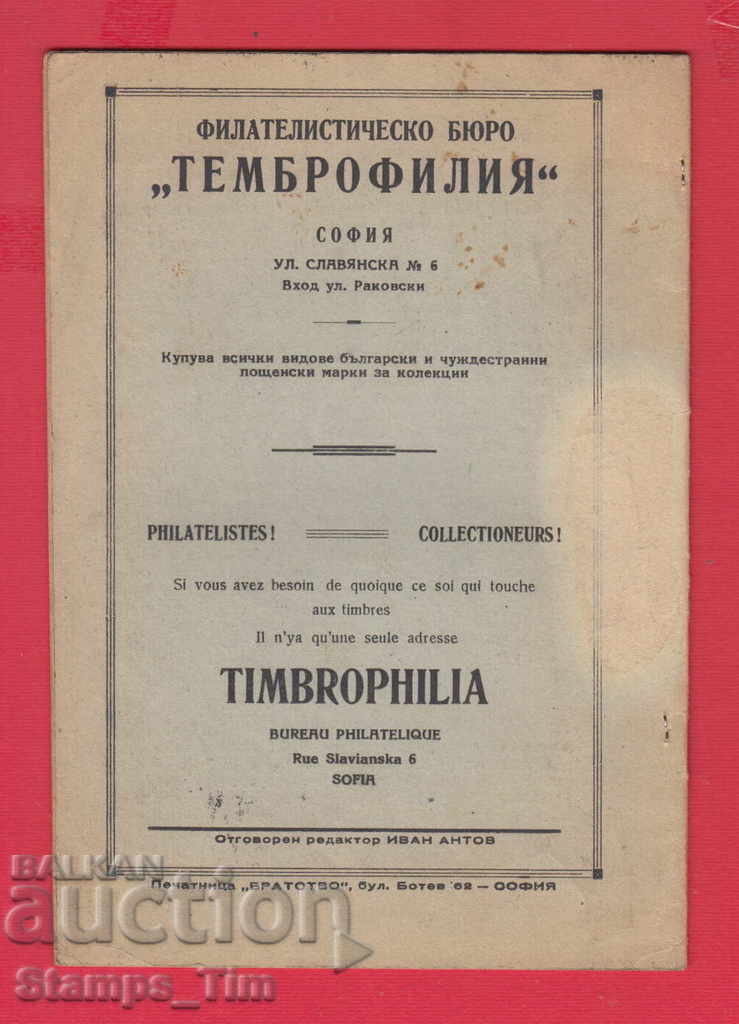 ФИЛАТЕЛИСТИЧЕСКО БЮРО
„ТЕМБРОФИЛИЯ“
СОФИЯ
УЛ. СЛАВЯНСКА № 6
Вход ул. Раковски
Купува всички видове български и чуждестранни
пощенски марки за колекции
PHILATELISTES! COLLECTIONEURS!
Si vous avez besoin de quoique ce soi qui touche
aux timbres
Il n'ya qu'une seule adresse
TIMBROPHILIA
BUREAU PHILATELIQUE
Rue Slavianska 6
SOFIA
Отговорен редактор ИВАН АНТОВ
Печатница „БРАТСТВО“, бул. Ботев 62 — СОФИЯ
BALKAN
auction
Stamps_Tim